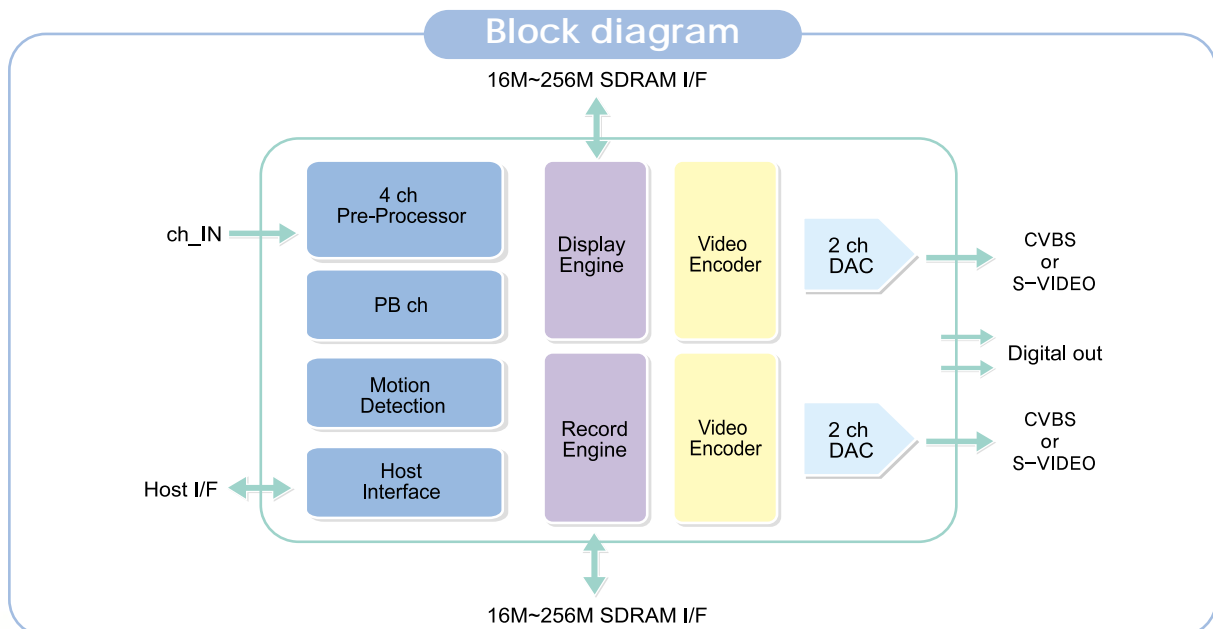 Block diagram
16M~256M SDRAM I/F
4 ch
Pre-Processor
ch_IN
PB ch
Motion
Detection
Host
Interface
Host I/F
Display
Engine
Record
Engine
Video
Encoder
Video
Encoder
2 ch
DAC
2 ch
DAC
CVBS
or
S-VIDEO
Digital out
CVBS
or
S-VIDEO
16M~256M SDRAM I/F